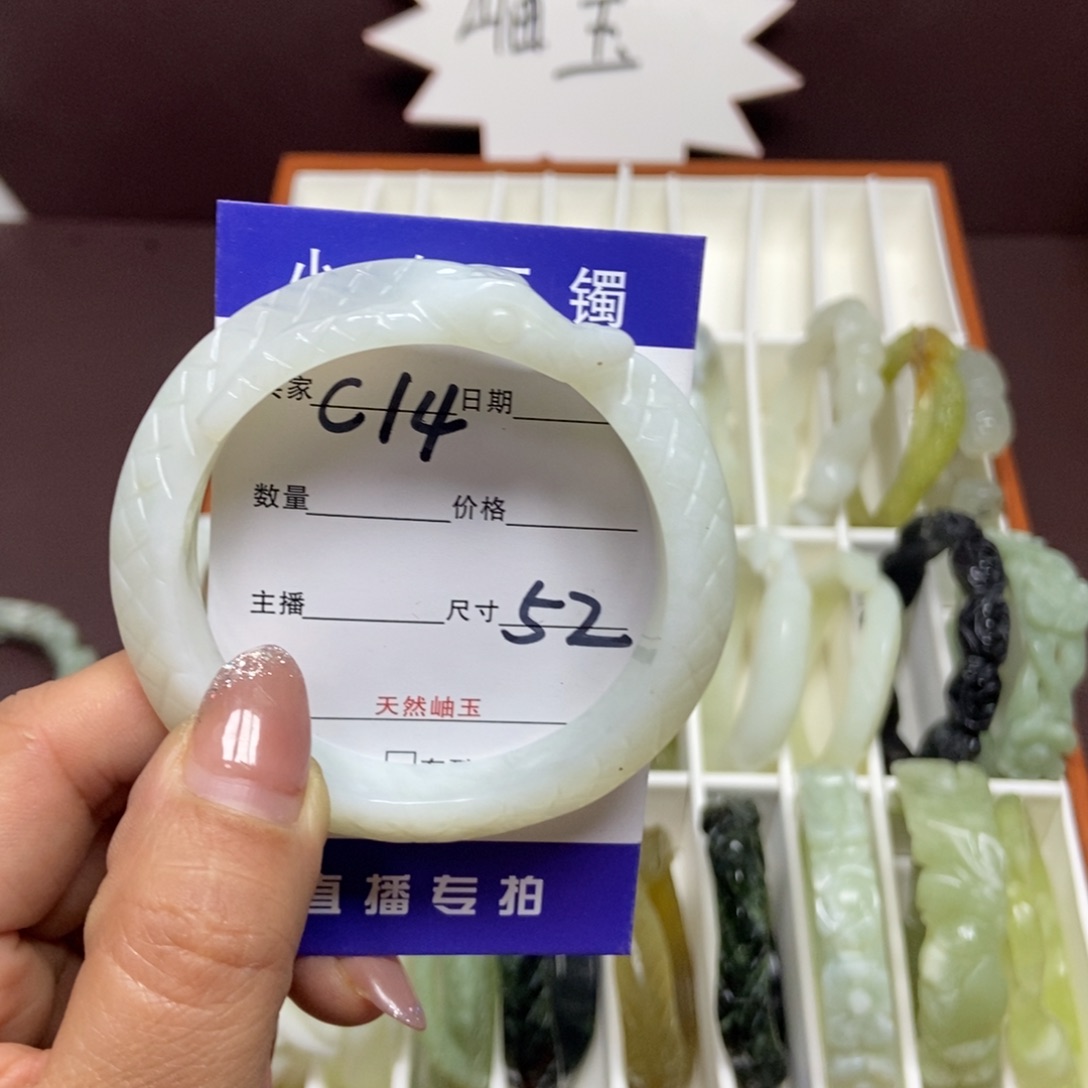 岫玉
镯
家 C14 日期
数量 价格
主播 尺寸 52
天然岫玉
直播专拍